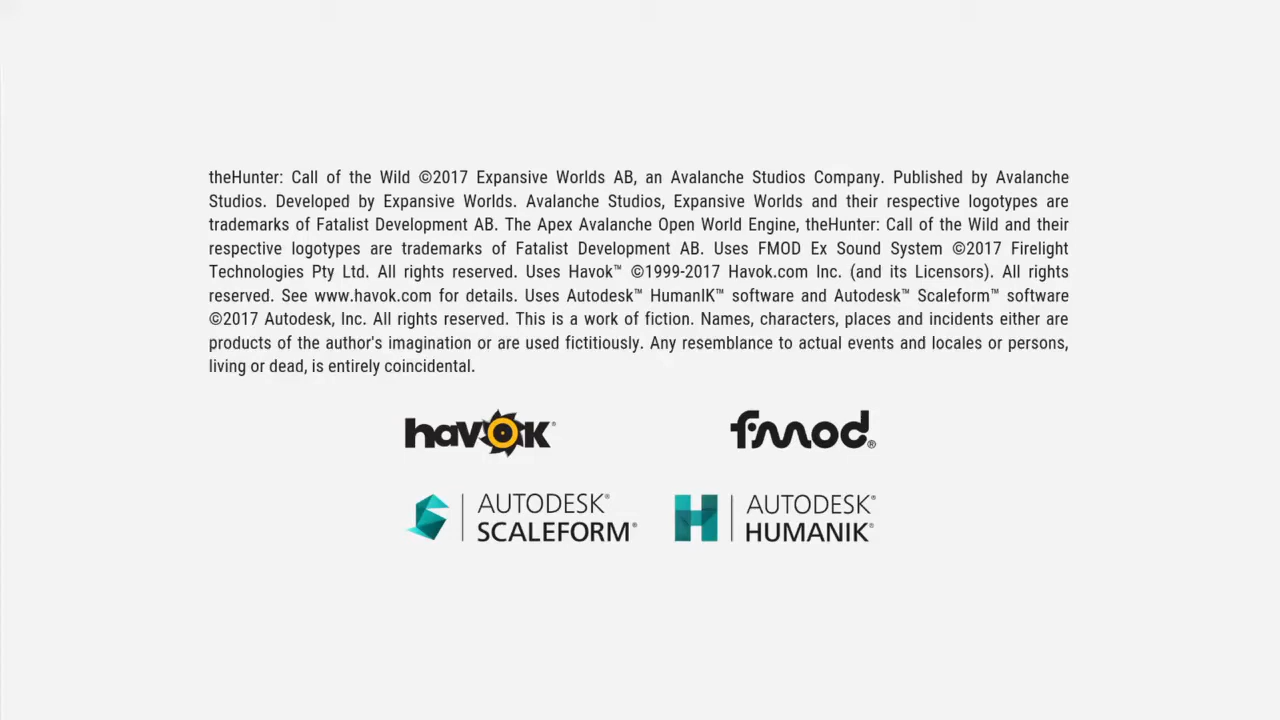 theHunter: Call of the Wild ©2017 Expansive Worlds AB, an Avalanche Studios Company. Published by Avalanche
Studios. Developed by Expansive Worlds. Avalanche Studios, Expansive Worlds and their respective logotypes are
trademarks of Fatalist Development AB. The Apex Avalanche Open World Engine, theHunter: Call of the Wild and their
respective logotypes are trademarks of Fatalist Development AB. Uses FMOD Ex Sound System ©2017 Firelight
Technologies Pty Ltd. All rights reserved. Uses Havok™ ©1999-2017 Havok.com Inc. (and its Licensors). All rights
reserved. See www.havok.com for details. Uses Autodesk™ HumanIK™ software and Autodesk™ Scaleform™ software
©2017 Autodesk, Inc. All rights reserved. This is a work of fiction. Names, characters, places and incidents either are
products of the author's imagination or are used fictitiously. Any resemblance to actual events and locales or persons,
living or dead, is entirely coincidental.
havok®
fmod®
AUTODESK®
SCALEFORM®
AUTODESK®
HUMANIK®